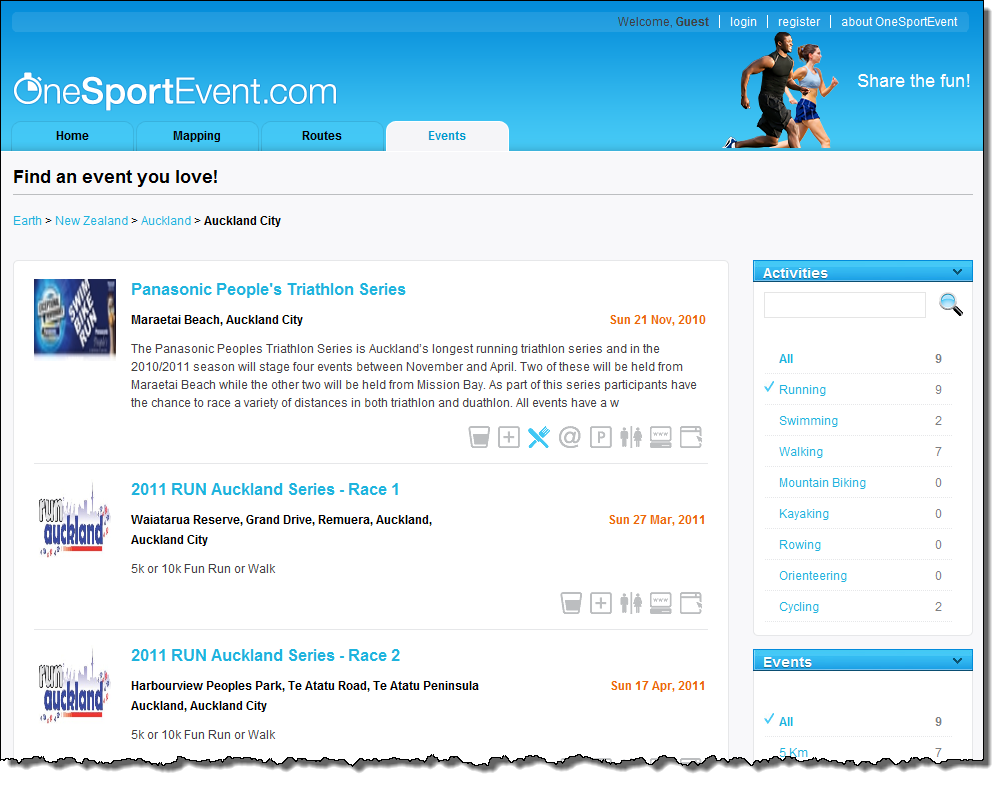 Welcome, Guest | login | register | about OneSportEvent
OneSportEvent.com
Share the fun!
Home Mapping Routes Events
Find an event you love!
Earth > New Zealand > Auckland > Auckland City
Panasonic People's Triathlon Series
Maraetai Beach, Auckland City
Sun 21 Nov, 2010
The Panasonic Peoples Triathlon Series is Auckland's longest running triathlon series and in the
2010/2011 season will stage four events between November and April. Two of these will be held from
Maraetai Beach while the other two will be held from Mission Bay. As part of this series participants have
the chance to race a variety of distances in both triathlon and duathlon. All events have a w
SWIM
BIKE
RUN
@ P www
2011 RUN Auckland Series - Race 1
Waiatarua Reserve, Grand Drive, Remuera, Auckland,
Auckland City
Sun 27 Mar, 2011
5k or 10k Fun Run or Walk
run
auckland
www
2011 RUN Auckland Series - Race 2
Harbourview Peoples Park, Te Atatu Road, Te Atatu Peninsula
Auckland, Auckland City
Sun 17 Apr, 2011
5k or 10k Fun Run or Walk
run
auckland
Activities
All 9
Running 9
Swimming 2
Walking 7
Mountain Biking 0
Kayaking 0
Rowing 0
Orienteering 0
Cycling 2
Events
All 9
5 Km 7